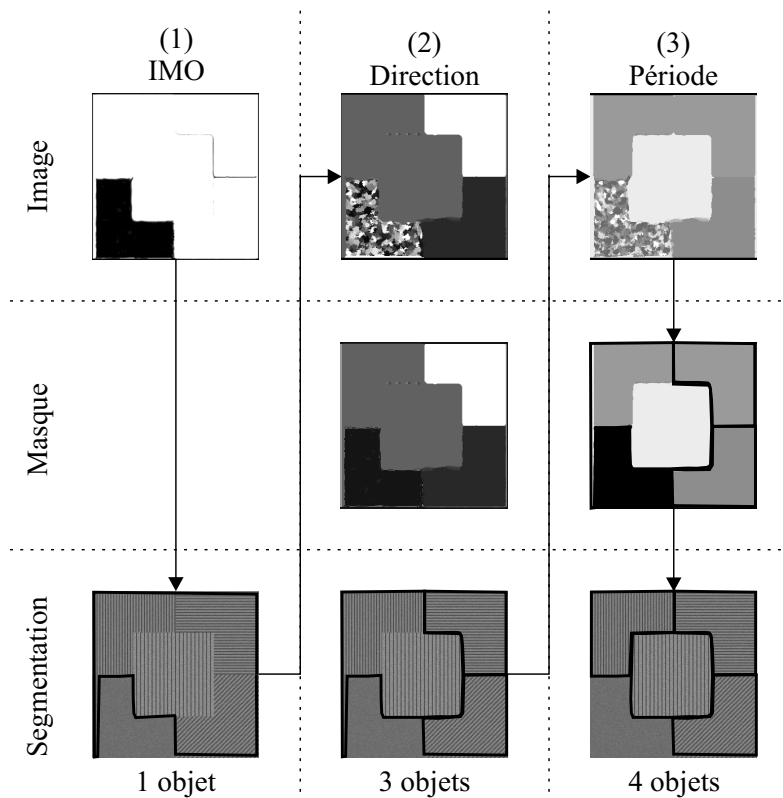 (1)
IMO
(2)
Direction
(3)
Période
Image
Masque
Segmentation
1 objet
3 objets
4 objets